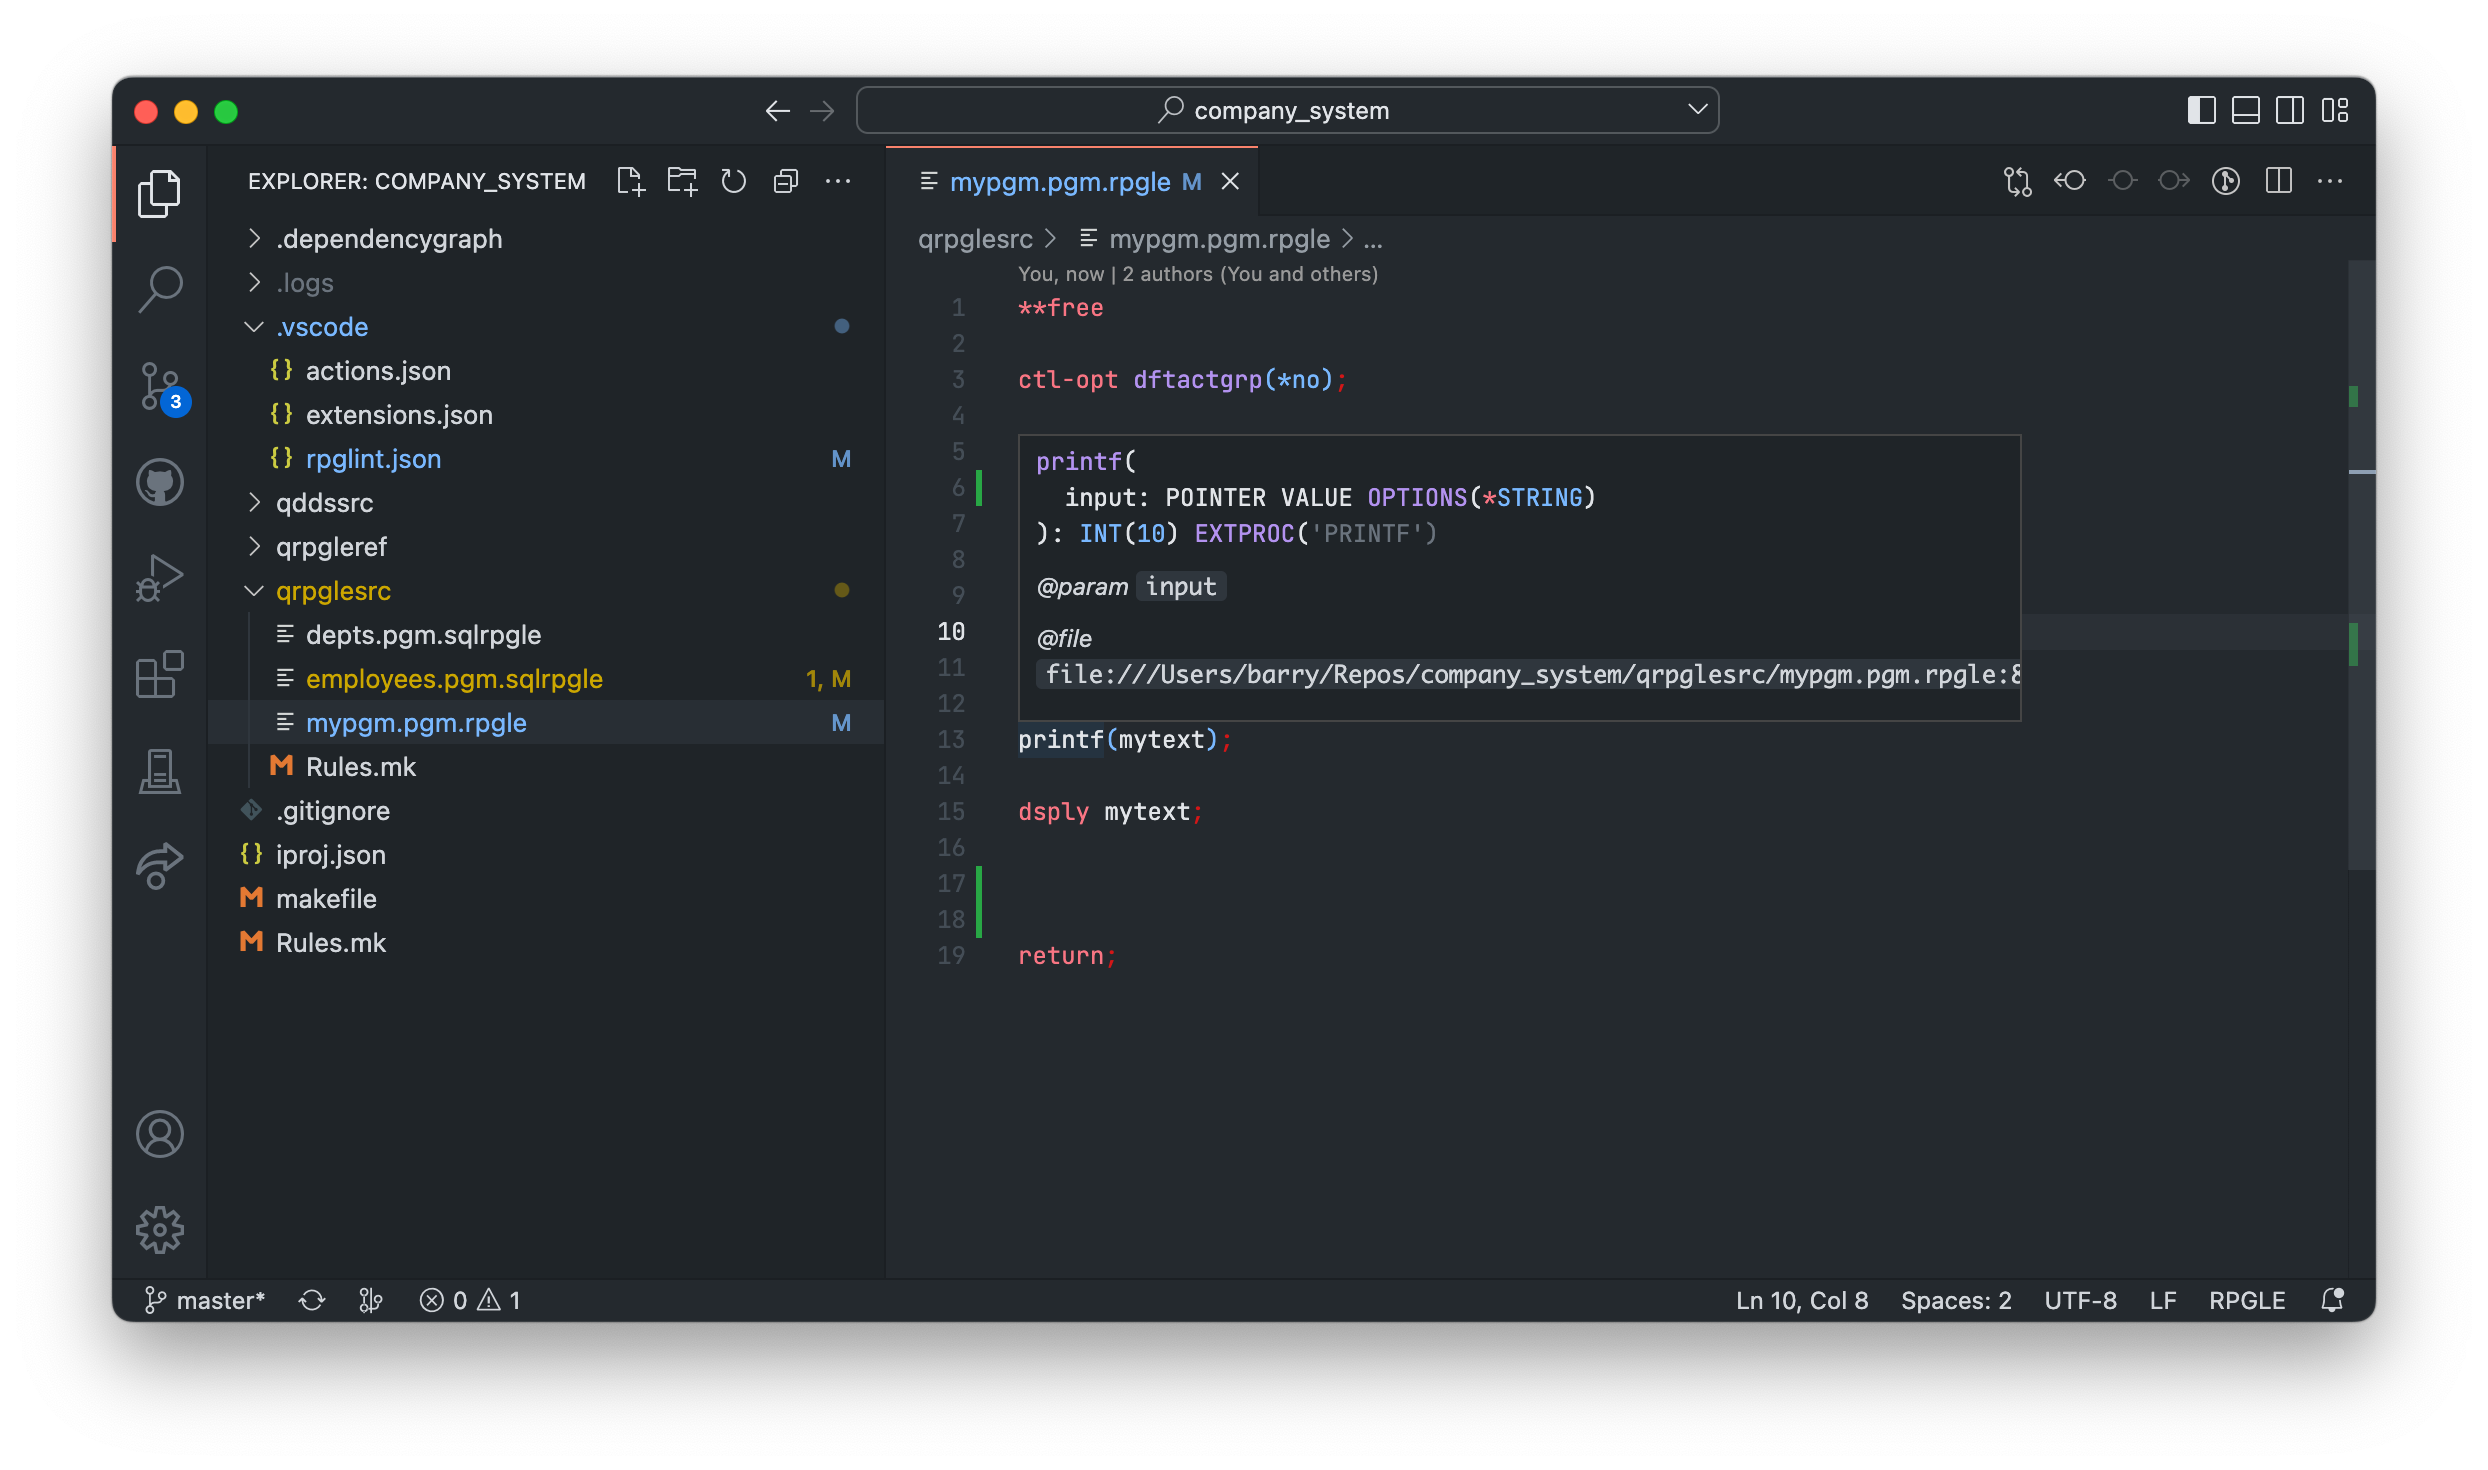 company_system
EXPLORER: COMPANY_SYSTEM
.dependencygraph
.logs
.vscode
{} actions.json
{} extensions.json
{} rpglint.json M
qddssrc
qrpgleref
qrpglesrc
depts.pgm.sqlrpgle
employees.pgm.sqlrpgle 1, M
mypgm.pgm.rpgle M
M Rules.mk
.gitignore
{} iproj.json
M makefile
M Rules.mk
3
mypgm.pgm.rpgle M
qrpglesrc > mypgm.pgm.rpgle > ...
You, now | 2 authors (You and others)
1 **free
2
3 ctl-opt dftactgrp(*no);
4
5
6
7
8
9
10
11
12
printf(
input: POINTER VALUE OPTIONS(*STRING)
): INT(10) EXTPROC('PRINTF')
@param input
@file
file:///Users/barry/Repos/company_system/qrpglesrc/mypgm.pgm.rpgle:8
13 printf(mytext);
14
15 dsply mytext;
16
17
18
19 return;
master* 0 1 Ln 10, Col 8 Spaces: 2 UTF-8 LF RPGLE